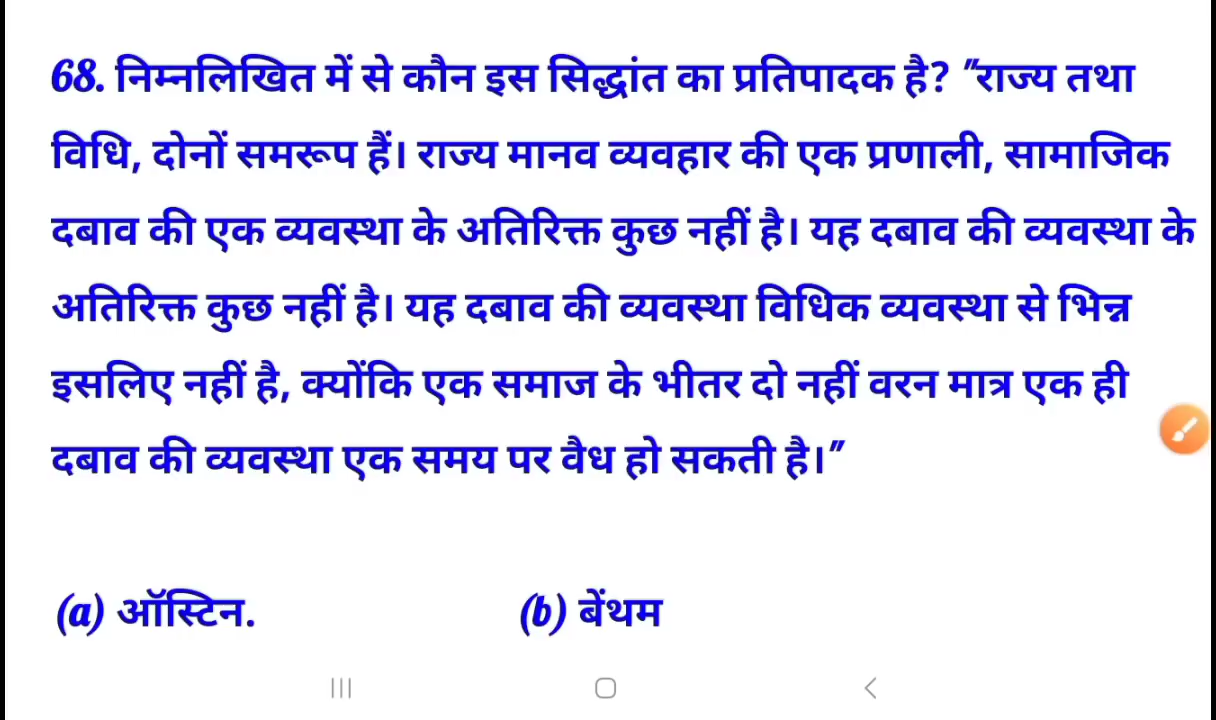 68. निम्नलिखित में से कौन इस सिद्धांत का प्रतिपादक है? "राज्य तथा
विधि, दोनों समरूप हैं। राज्य मानव व्यवहार की एक प्रणाली, सामाजिक
दबाव की एक व्यवस्था के अतिरिक्त कुछ नहीं है। यह दबाव की व्यवस्था के
अतिरिक्त कुछ नहीं है। यह दबाव की व्यवस्था विधिक व्यवस्था से भिन्न
इसलिए नहीं है, क्योंकि एक समाज के भीतर दो नहीं वरन मात्र एक ही
दबाव की व्यवस्था एक समय पर वैध हो सकती है।"
(a) ऑस्टिन. (b) बेंथम